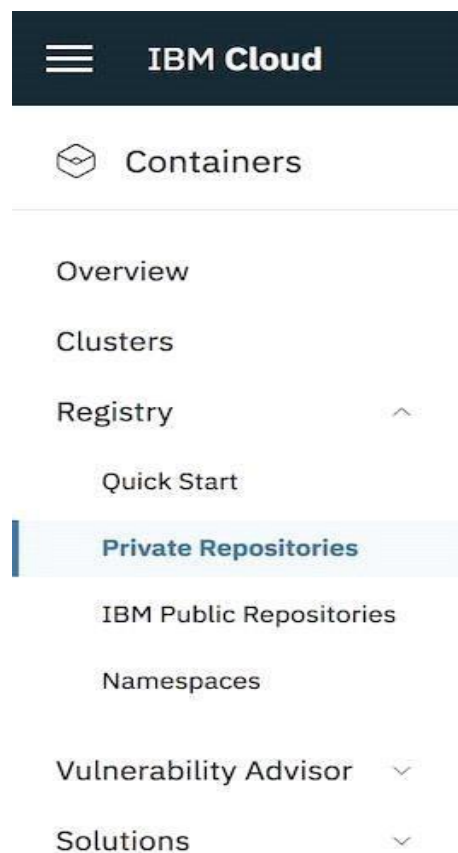 IBM Cloud
Containers
Overview
Clusters
Registry
Quick Start
Private Repositories
IBM Public Repositories
Namespaces
Vulnerability Advisor
Solutions